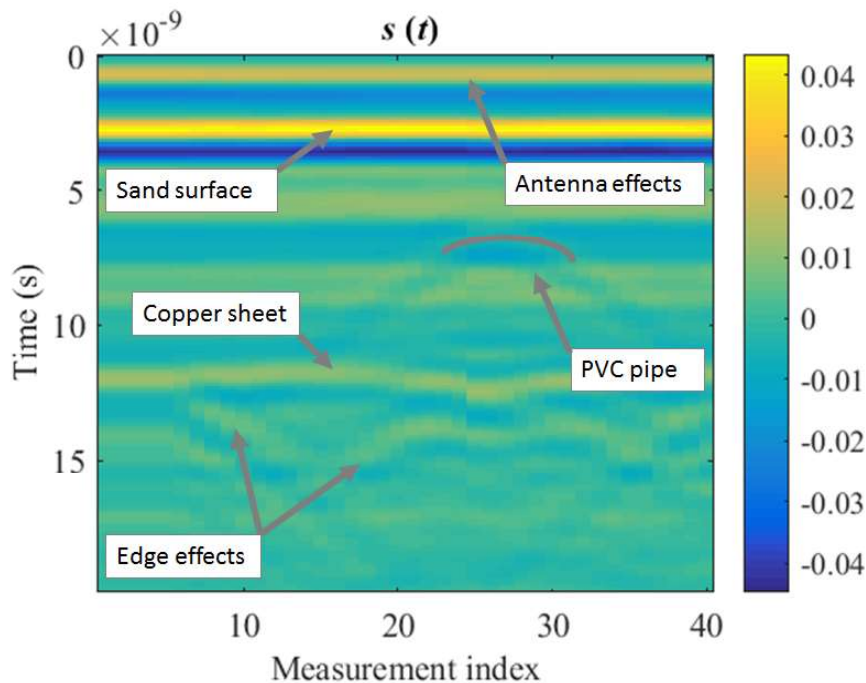 ×10⁻⁹
s (t)
0
5
10
15
Time (s)
10
20
30
40
Measurement index
Sand surface
Antenna effects
Copper sheet
PVC pipe
Edge effects
0.04
0.03
0.02
0.01
0
-0.01
-0.02
-0.03
-0.04